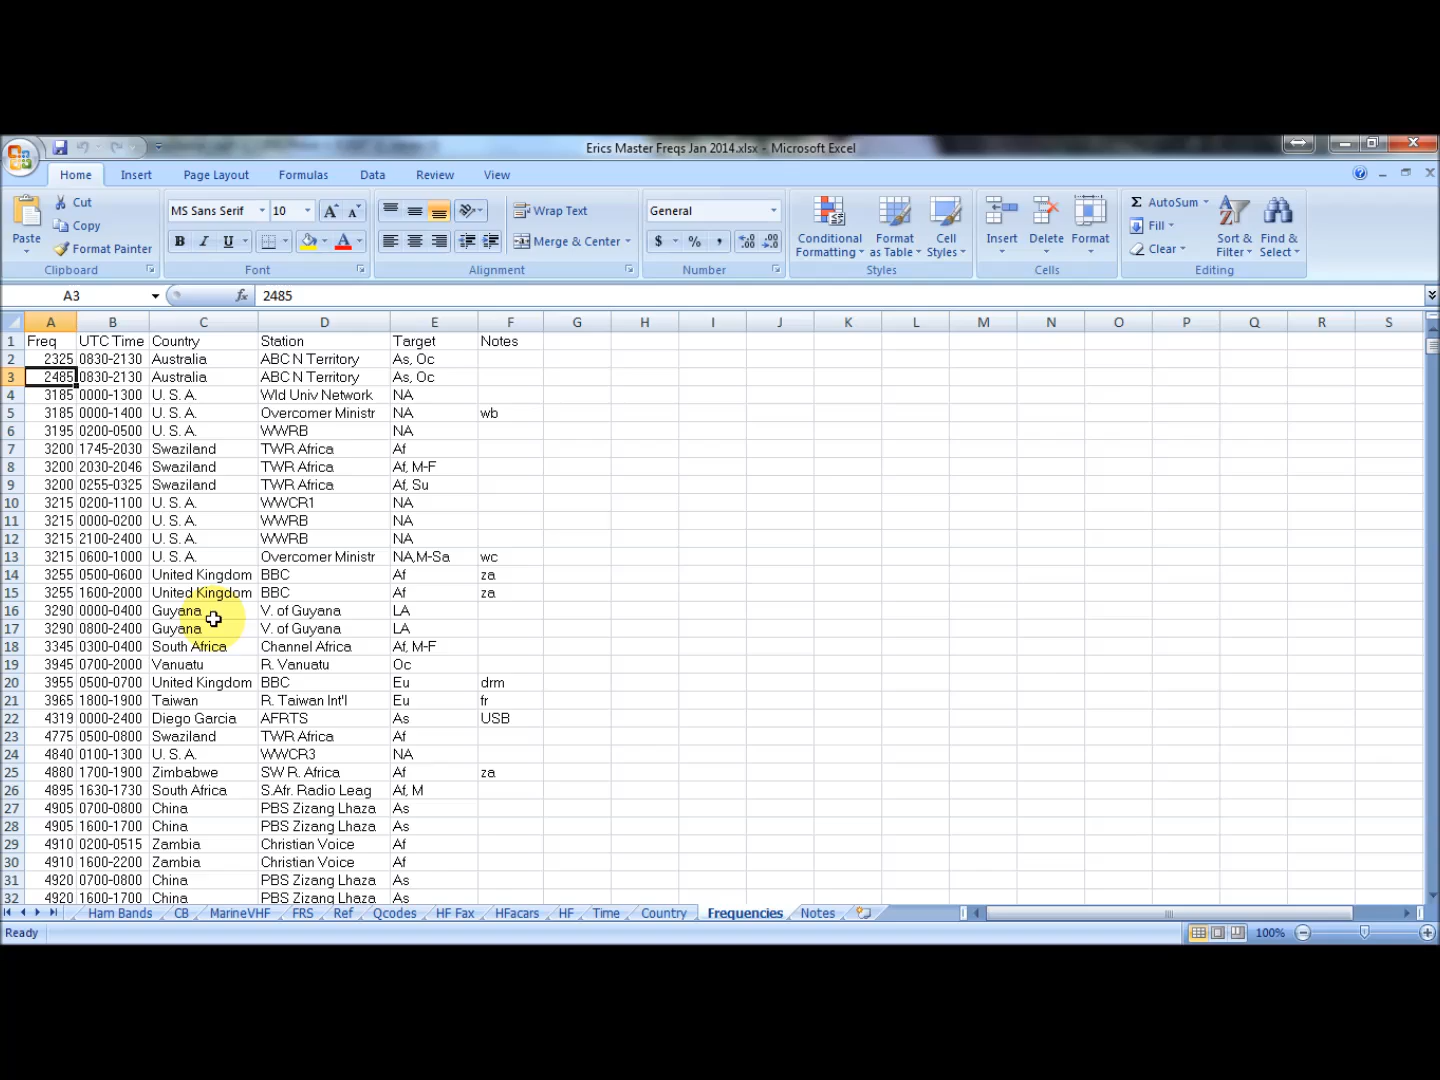 Erics Master Freqs Jan 2014.xlsx - Microsoft Excel
Home Insert Page Layout Formulas Data Review View
Paste Cut Copy Format Painter Clipboard
MS Sans Serif 10 A A B I U A Font
Wrap Text Merge & Center Alignment
General $ % , .0 .00 .00 .0 Number
Conditional Formatting Format as Table Cell Styles Styles
Insert Delete Format Cells
Σ AutoSum Fill Clear Sort & Filter Find & Select Editing
A3 fx 2485
A B C D E F G H I J K L M N O P Q R S
1 Freq UTC Time Country Station Target Notes
2 2325 0830-2130 Australia ABC N Territory As, Oc
3 2485 0830-2130 Australia ABC N Territory As, Oc
4 3185 0000-1300 U. S. A. Wld Univ Network NA
5 3185 0000-1400 U. S. A. Overcomer Ministr NA wb
6 3195 0200-0500 U. S. A. WWRB NA
7 3200 1745-2030 Swaziland TWR Africa Af
8 3200 2030-2046 Swaziland TWR Africa Af, M-F
9 3200 0255-0325 Swaziland TWR Africa Af, Su
10 3215 0200-1100 U. S. A. WWCR1 NA
11 3215 0000-0200 U. S. A. WWRB NA
12 3215 2100-2400 U. S. A. WWRB NA
13 3215 0600-1000 U. S. A. Overcomer Ministr NA,M-Sa wc
14 3255 0500-0600 United Kingdom BBC Af za
15 3255 1600-2000 United Kingdom BBC Af za
16 3290 0000-0400 Guyana V. of Guyana LA
17 3290 0800-2400 Guyana V. of Guyana LA
18 3345 0300-0400 South Africa Channel Africa Af, M-F
19 3945 0700-2000 Vanuatu R. Vanuatu Oc
20 3955 0500-0700 United Kingdom BBC Eu drm
21 3965 1800-1900 Taiwan R. Taiwan Int'l Eu fr
22 4319 0000-2400 Diego Garcia AFRTS As USB
23 4775 0500-0800 Swaziland TWR Africa Af
24 4840 0100-1300 U. S. A. WWCR3 NA
25 4880 1700-1900 Zimbabwe SW R. Africa Af za
26 4895 1630-1730 South Africa S.Afr. Radio Leag Af, M
27 4905 0700-0800 China PBS Zizang Lhaza As
28 4905 1600-1700 China PBS Zizang Lhaza As
29 4910 0200-0515 Zambia Christian Voice Af
30 4910 1600-2200 Zambia Christian Voice Af
31 4920 0700-0800 China PBS Zizang Lhaza As
32 4920 1600-1700 China PBS Zizang Lhaza As
Ham Bands CB MarineVHF FRS Ref Qcodes HF Fax HFacars HF Time Country Frequencies Notes
Ready 100%